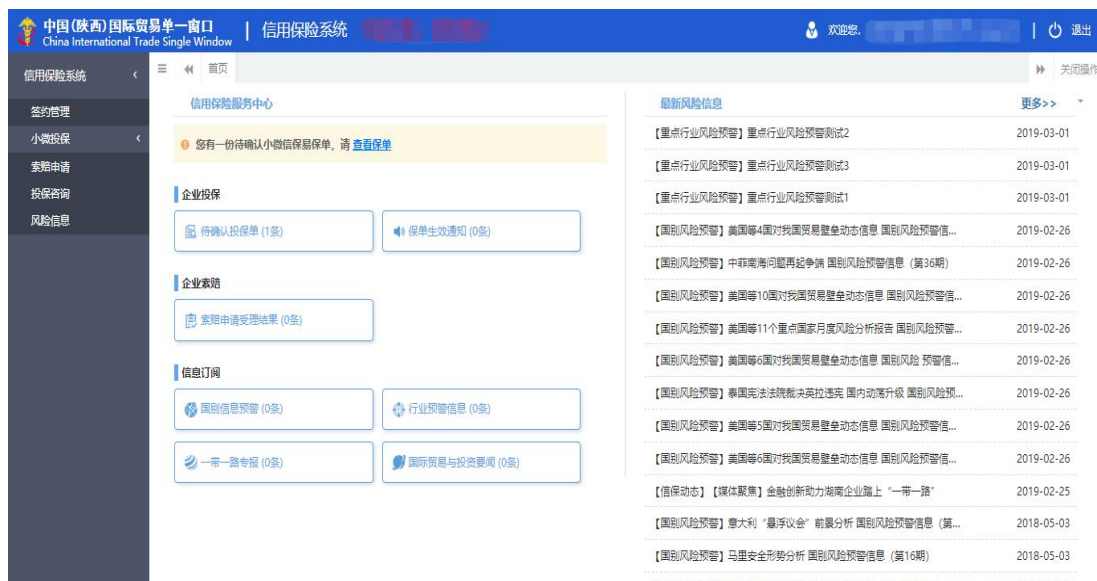 中国(陕西)国际贸易单一窗口
China International Trade Single Window
信用保险系统
欢迎您,
退出
信用保险系统
首页
关闭操作
签约管理
小微投保
索赔申请
投保咨询
风险信息
信用保险服务中心
您有一份待确认小微信保易保单, 请 查看保单
企业投保
待确认投保单 (1条)
保单生效通知 (0条)
企业索赔
索赔申请受理结果 (0条)
信息订阅
国别信息预警 (0条)
行业预警信息 (0条)
一带一路专报 (0条)
国际贸易与投资要闻 (0条)
最新风险信息 更多>>
【重点行业风险预警】重点行业风险预警测试2 2019-03-01
【重点行业风险预警】重点行业风险预警测试3 2019-03-01
【重点行业风险预警】重点行业风险预警测试1 2019-03-01
【国别风险预警】美国等4国对我国贸易壁垒动态信息 国别风险预警信... 2019-02-26
【国别风险预警】中菲南海问题再起争端 国别风险预警信息（第36期） 2019-02-26
【国别风险预警】美国等10国对我国贸易壁垒动态信息 国别风险预警信... 2019-02-26
【国别风险预警】美国等11个重点国家月度风险分析报告 国别风险预警... 2019-02-26
【国别风险预警】美国等6国对我国贸易壁垒动态信息 国别风险 预警信... 2019-02-26
【国别风险预警】泰国宪法法院裁决英拉违宪 国内动荡升级 国别风险预... 2019-02-26
【国别风险预警】美国等5国对我国贸易壁垒动态信息 国别风险预警信... 2019-02-26
【国别风险预警】美国等6国对我国贸易壁垒动态信息 国别风险预警信... 2019-02-26
【信保动态】【媒体聚焦】金融创新助力湖南企业踏上“一带一路” 2019-02-25
【国别风险预警】意大利“悬浮议会”前景分析 国别风险预警信息（第... 2018-05-03
【国别风险预警】马里安全形势分析 国别风险预警信息（第16期） 2018-05-03